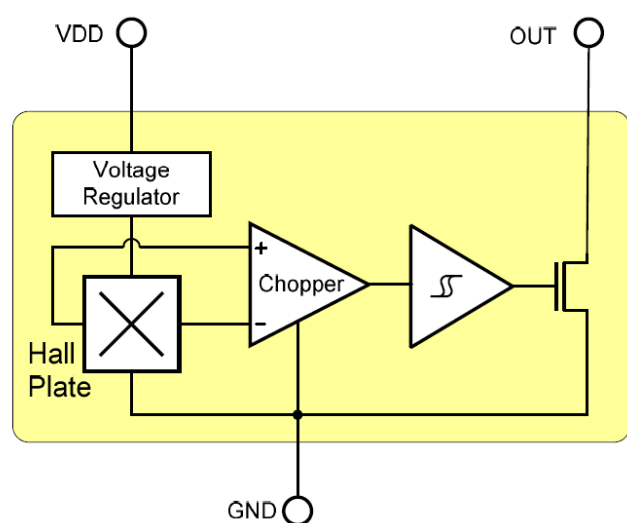 VDD
OUT
Voltage
Regulator
+
Chopper
−
Hall
Plate
GND